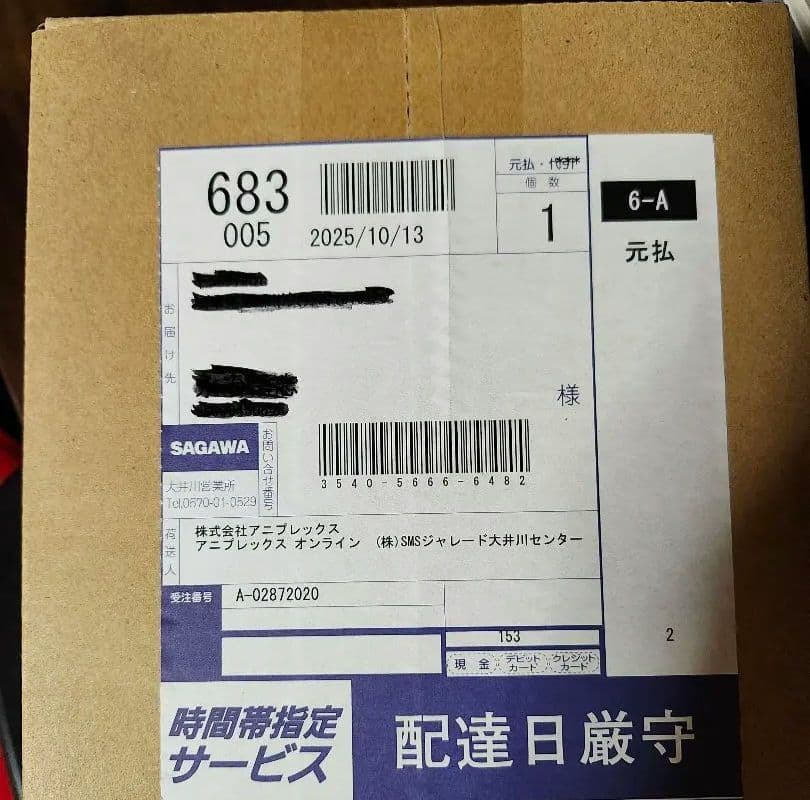 683
005 2025/10/13
元払・代引
***
個数
1
6-A
元払
お届け先
様
SAGAWA
大井川営業所
Tel.0570-01-0529
お問い合せ番号
3540-5666-6482
荷送人
株式会社アニプレックス
アニプレックス オンライン (株)SMSジャレード大井川センター
受注番号 A-02872020
153
2
現金 デビットカード クレジットカード
時間帯指定
サービス
配達日厳守